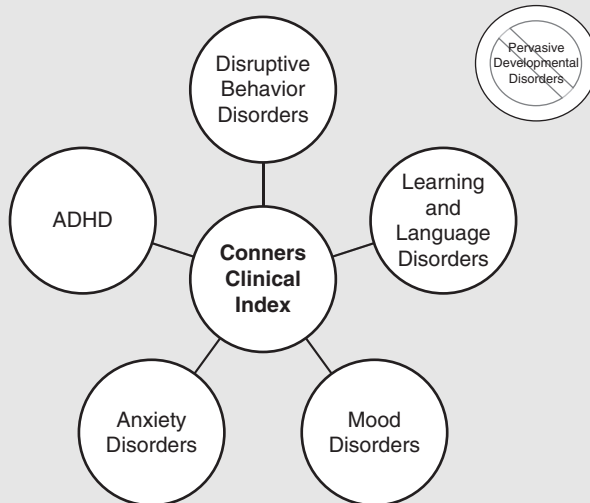 Disruptive
Behavior
Disorders
Pervasive
Developmental
Disorders
ADHD
Learning
and
Language
Disorders
Conners
Clinical
Index
Anxiety
Disorders
Mood
Disorders